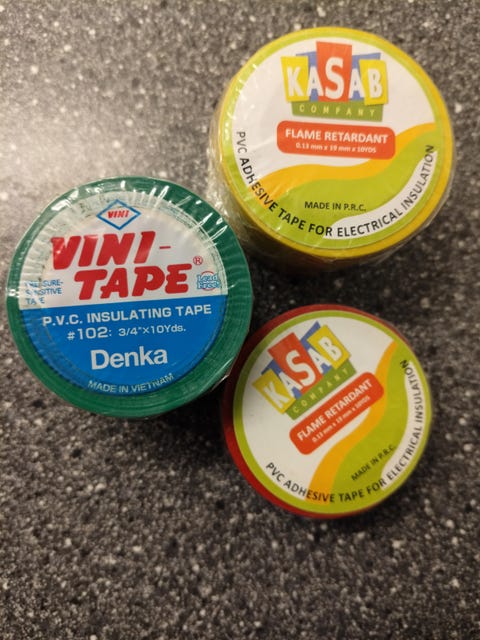 VINI
VINI-
TAPE®
PRESSURE-
SENSITIVE
TAPE
Lead
Free
P.V.C. INSULATING TAPE
#102: 3/4"×10Yds.
Denka
MADE IN VIETNAM
KASAB
COMPANY
FLAME RETARDANT
0.13 mm x 19 mm x 10YDS
MADE IN P.R.C.
PVC ADHESIVE TAPE FOR ELECTRICAL INSULATION
KASAB
COMPANY
FLAME RETARDANT
0.13 mm x 19 mm x 10YDS
MADE IN P.R.C.
PVC ADHESIVE TAPE FOR ELECTRICAL INSULATION